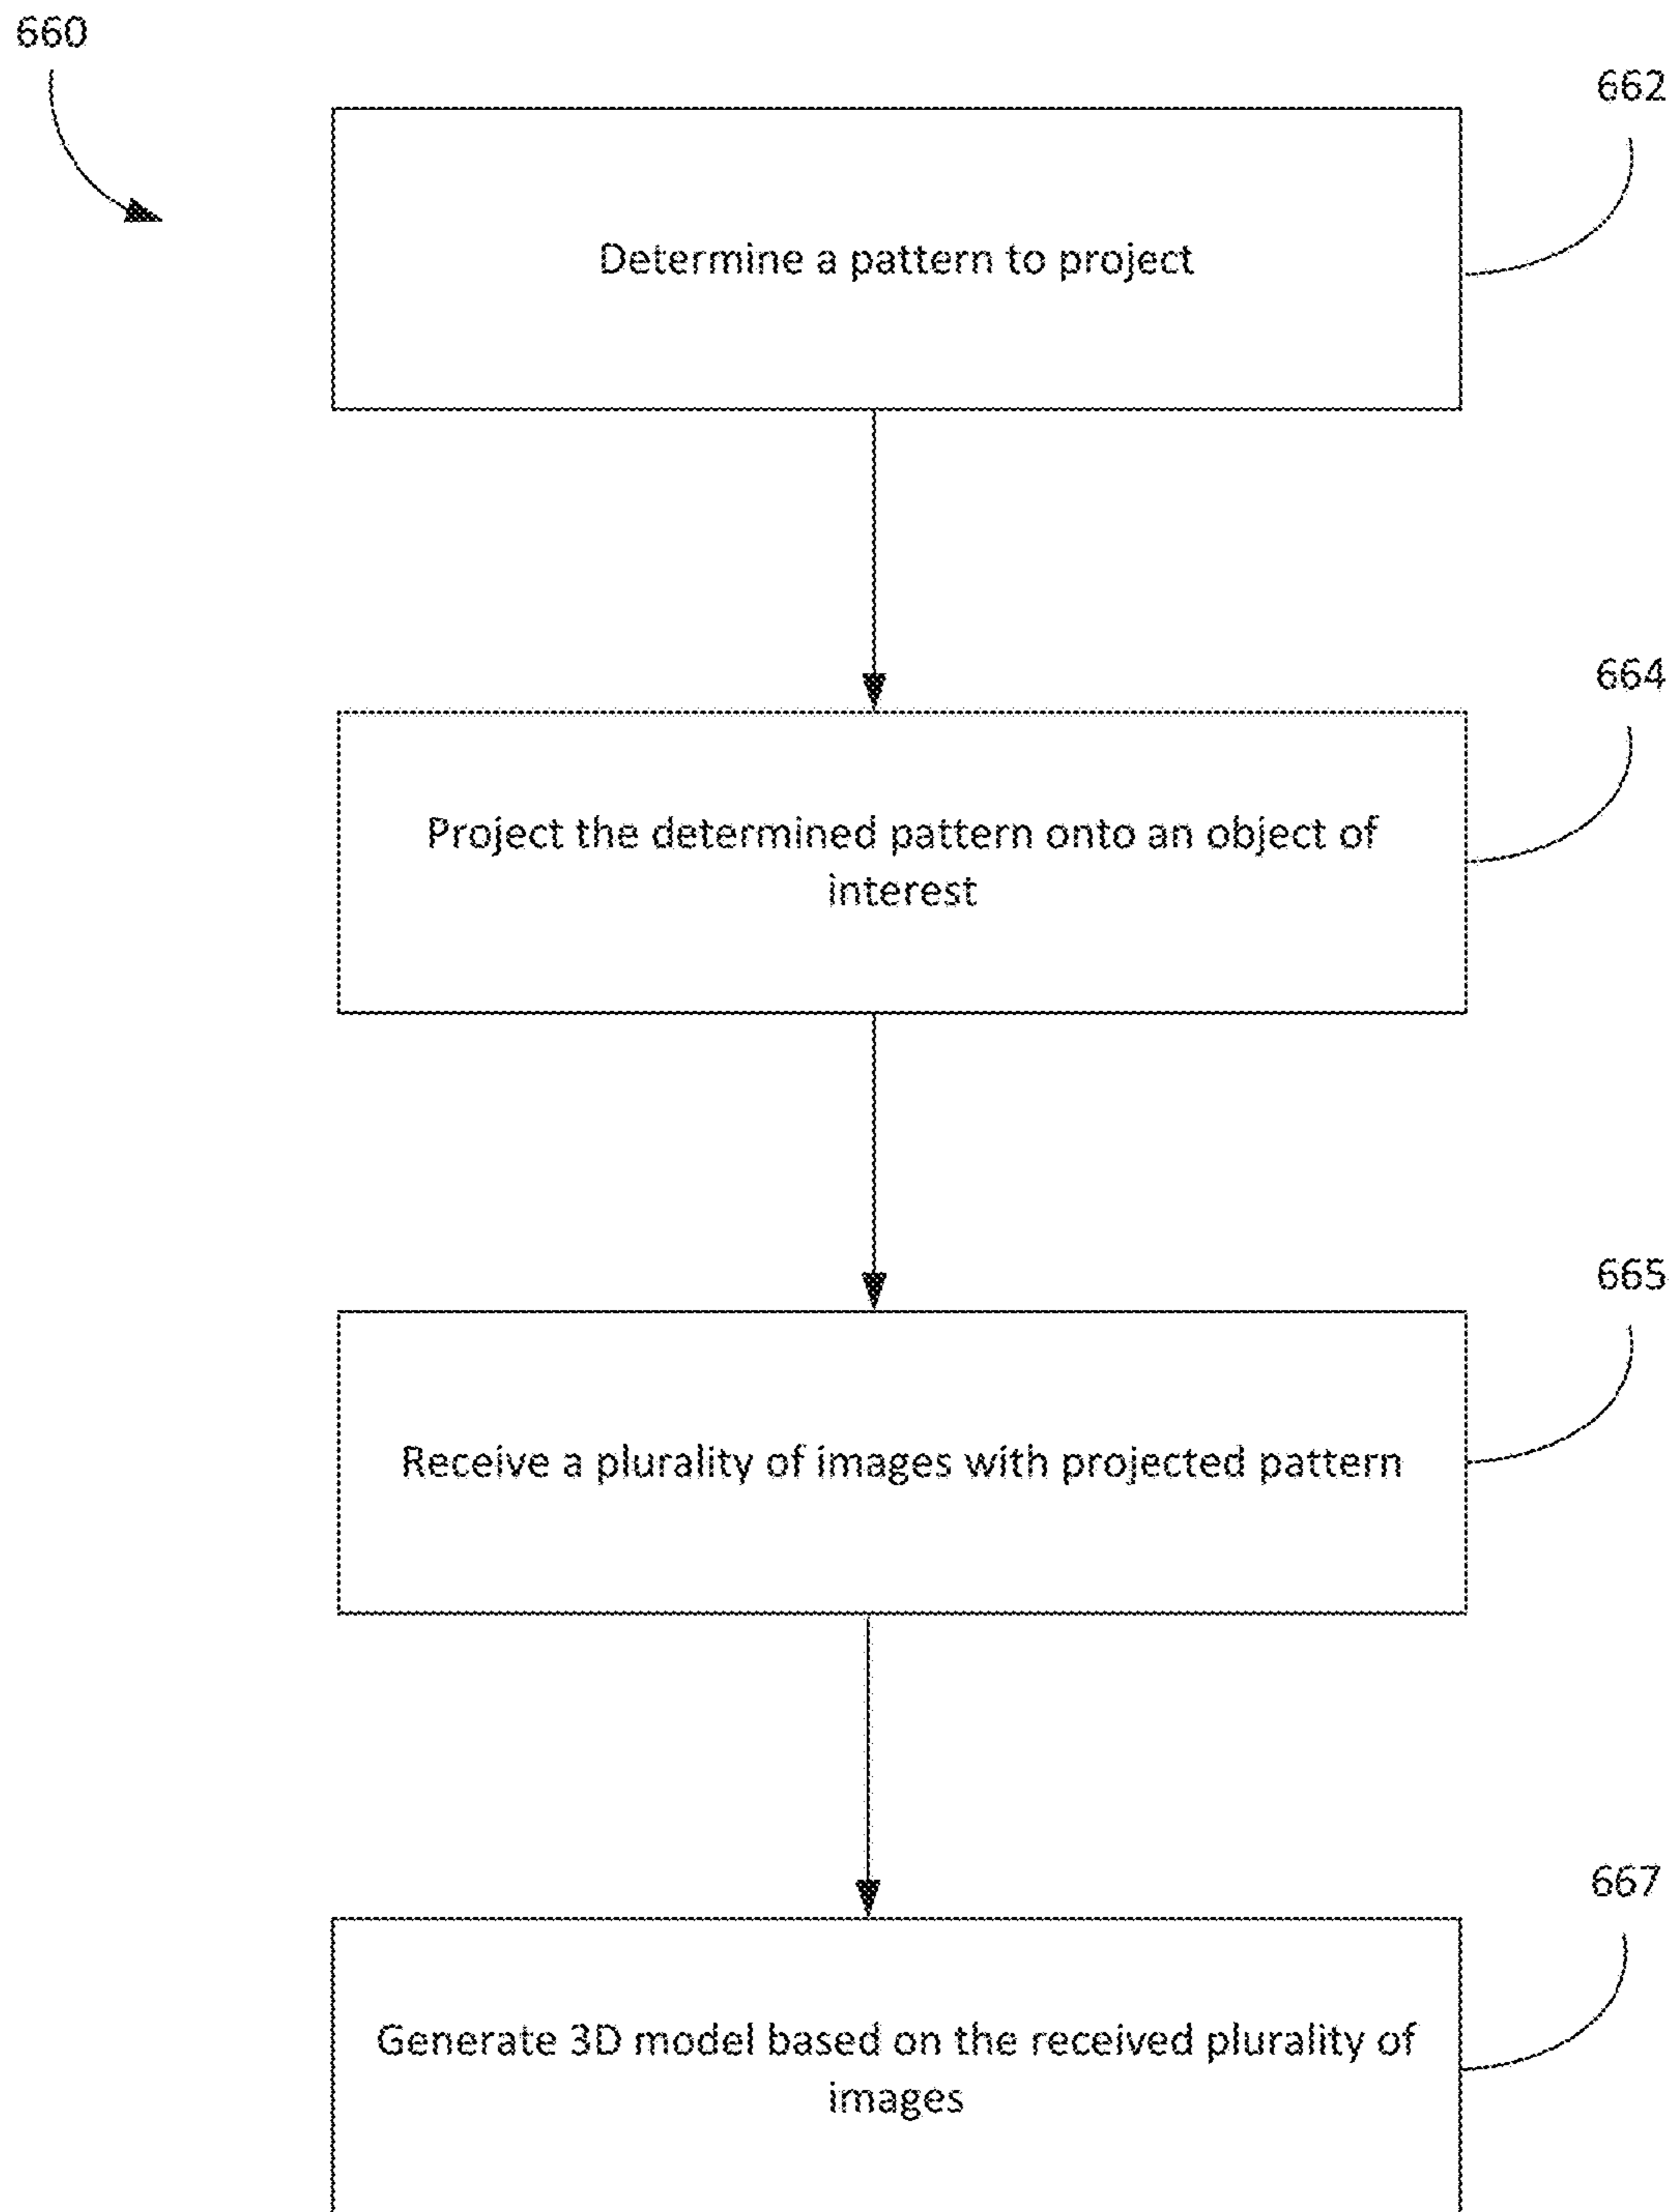 660
662
Determine a pattern to project
664
Project the determined pattern onto an object of
interest
665
Receive a plurality of images with projected pattern
667
Generate 3D model based on the received plurality of
images